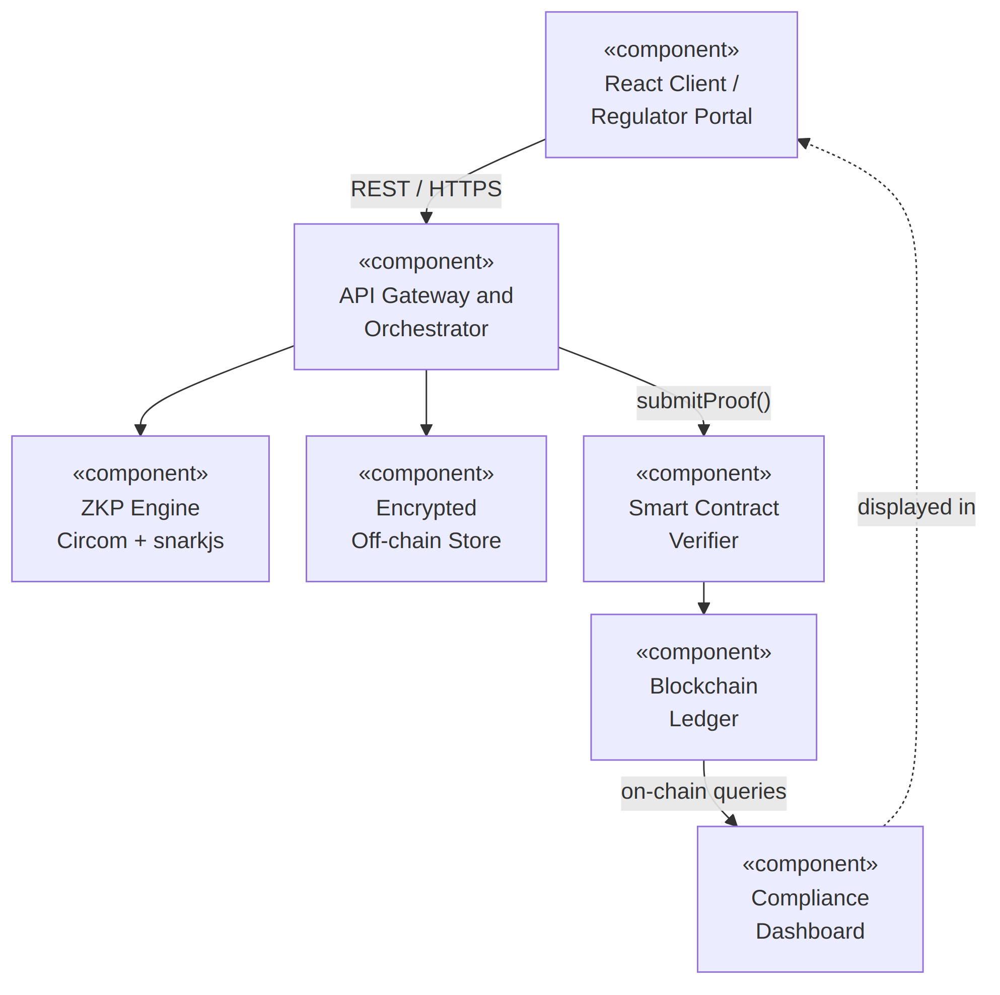 «component»
React Client /
Regulator Portal
REST / HTTPS
«component»
API Gateway and
Orchestrator
submitProof()
«component»
ZKP Engine
Circom + snarkjs
«component»
Encrypted
Off-chain Store
«component»
Smart Contract
Verifier
displayed in
«component»
Blockchain
Ledger
on-chain queries
«component»
Compliance
Dashboard